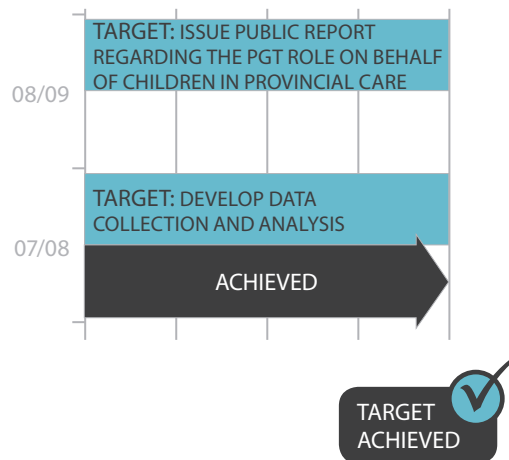 TARGET: ISSUE PUBLIC REPORT
REGARDING THE PGT ROLE ON BEHALF
OF CHILDREN IN PROVINCIAL CARE
08/09
TARGET: DEVELOP DATA
COLLECTION AND ANALYSIS
07/08
ACHIEVED
TARGET
ACHIEVED